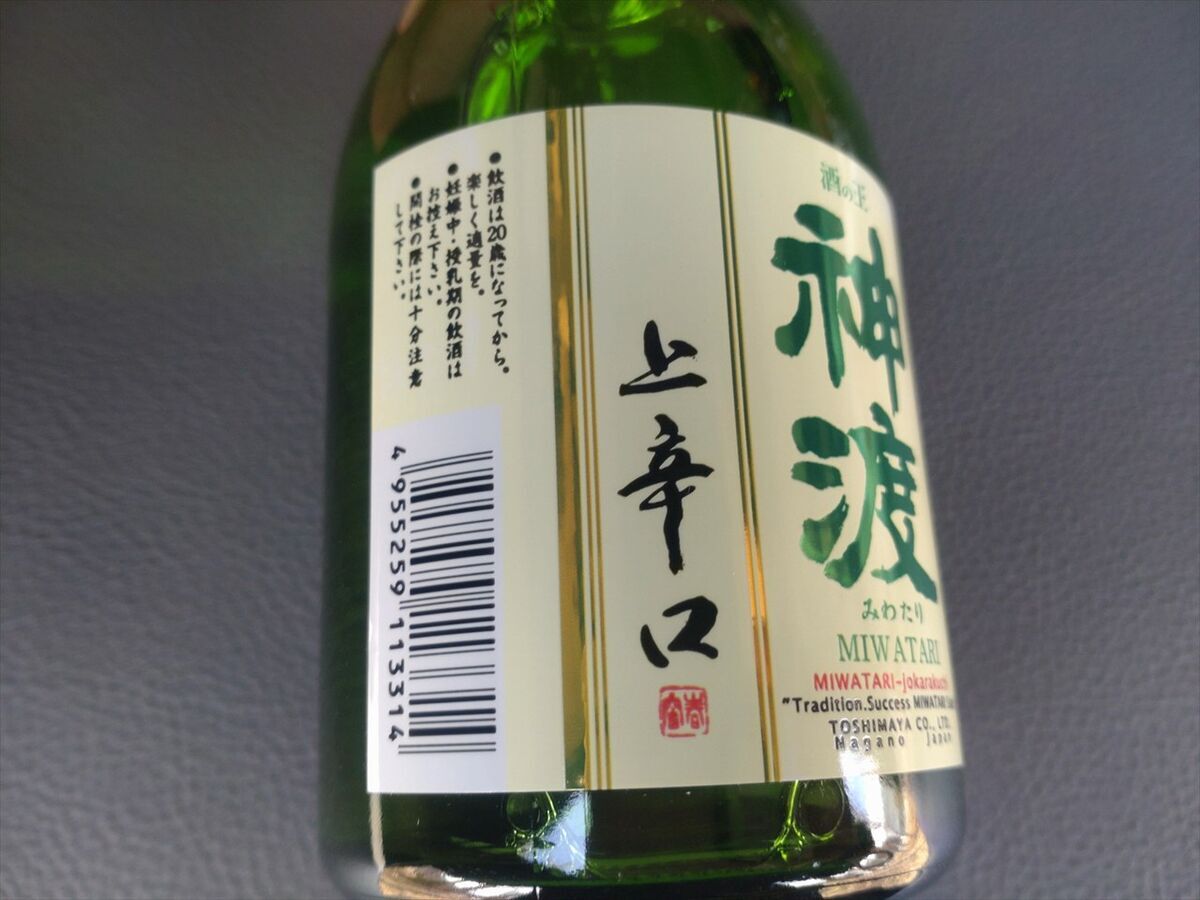 酒の王
神渡
みわたり
MIWATARI
MIWATARI-jokarakuchi
"Tradition.Success MIWATARI
TOSHIMAYA CO., LTD.
Nagano Japan
上辛口
●飲酒は20歳になってから。
楽しく適量を。
●妊娠中・授乳期の飲酒は
お控え下さい。
●開栓の際には十分注意
して下さい。
4955259113314